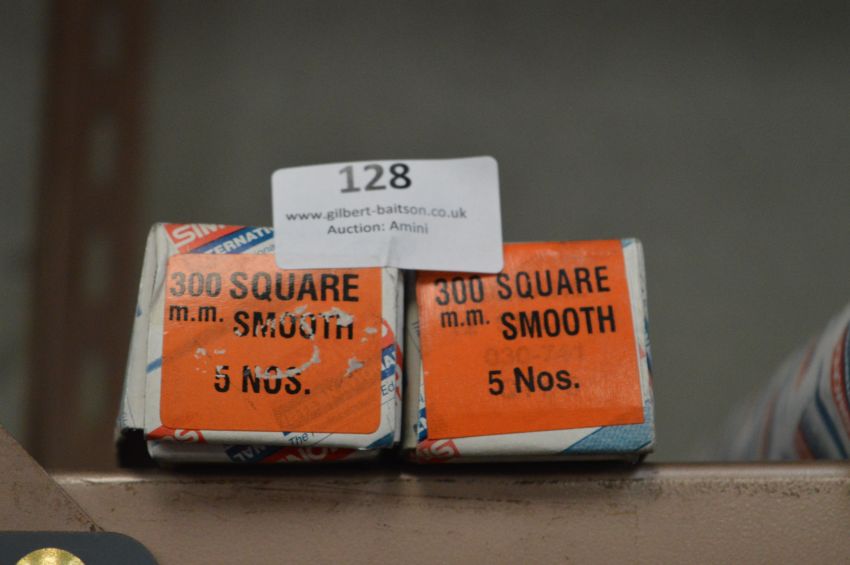 128
www.gilbert-baitson.co.uk
Auction: Amini
300 SQUARE
m.m. SMOOTH
5 NOS.
300 SQUARE
m.m. SMOOTH
5 Nos.